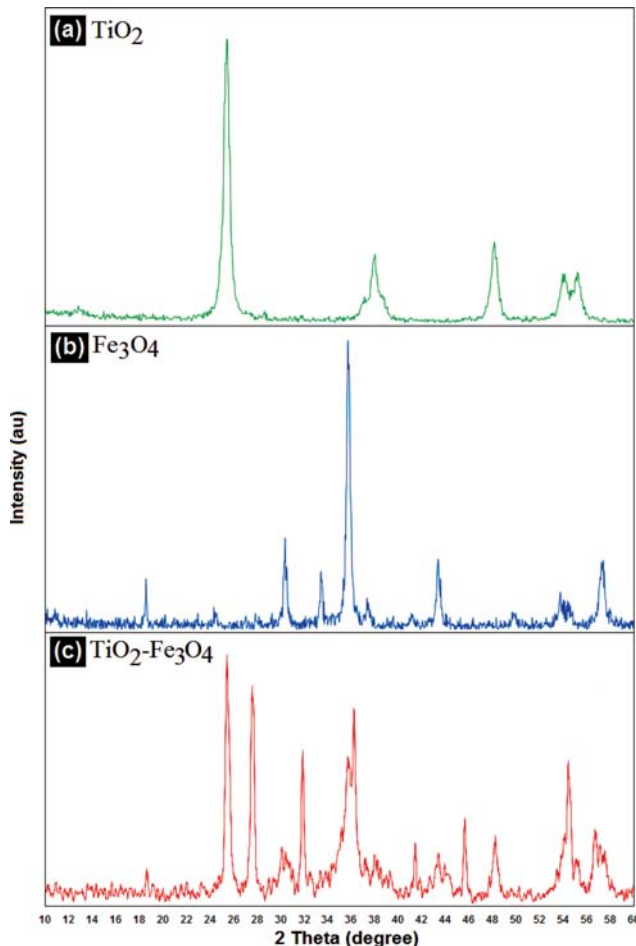 (a) TiO₂
(b) Fe₃O₄
Intensity (au)
(c) TiO₂-Fe₃O₄
10 12 14 16 18 20 22 24 26 28 30 32 34 36 38 40 42 44 46 48 50 52 54 56 58 60
2 Theta (degree)